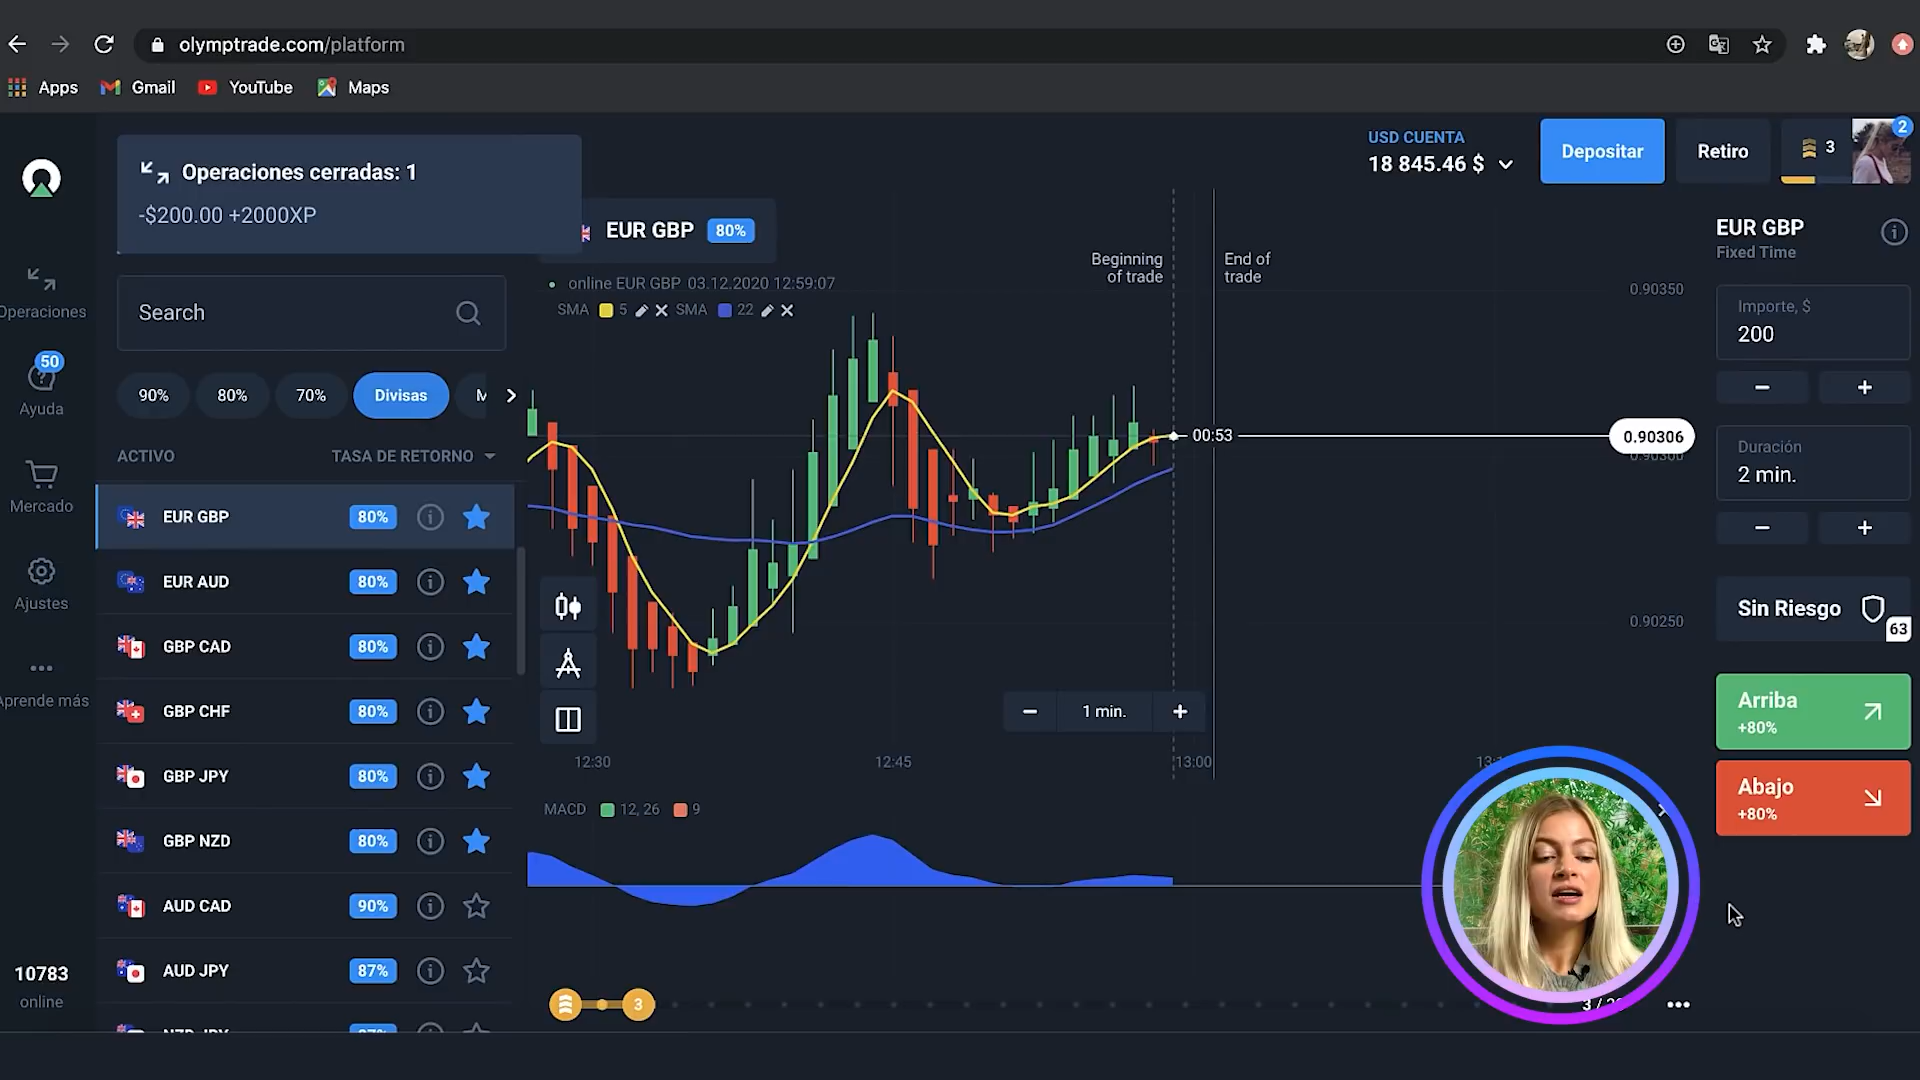 olymptrade.com/platform
Apps
Gmail
YouTube
Maps
Operaciones cerradas: 1
-$200.00 +2000XP
USD CUENTA
18 845.46 $
Depositar
Retiro
3
2
EUR GBP
80%
online EUR GBP 03.12.2020 12:59:07
SMA 5 SMA 22
Beginning
of trade
End of
trade
Operaciones
50
Ayuda
Mercado
Ajustes
Aprende más
10783
online
Search
90%
80%
70%
Divisas
ACTIVO
TASA DE RETORNO
EUR GBP
80%
EUR AUD
80%
GBP CAD
80%
GBP CHF
80%
GBP JPY
80%
GBP NZD
80%
AUD CAD
90%
AUD JPY
87%
00:53
0.90350
0.90306
0.90250
1 min.
12:30
12:45
13:00
MACD 12, 26 9
3
EUR GBP
Fixed Time
Importe, $
200
Duración
2 min.
Sin Riesgo
63
Arriba
+80%
Abajo
+80%